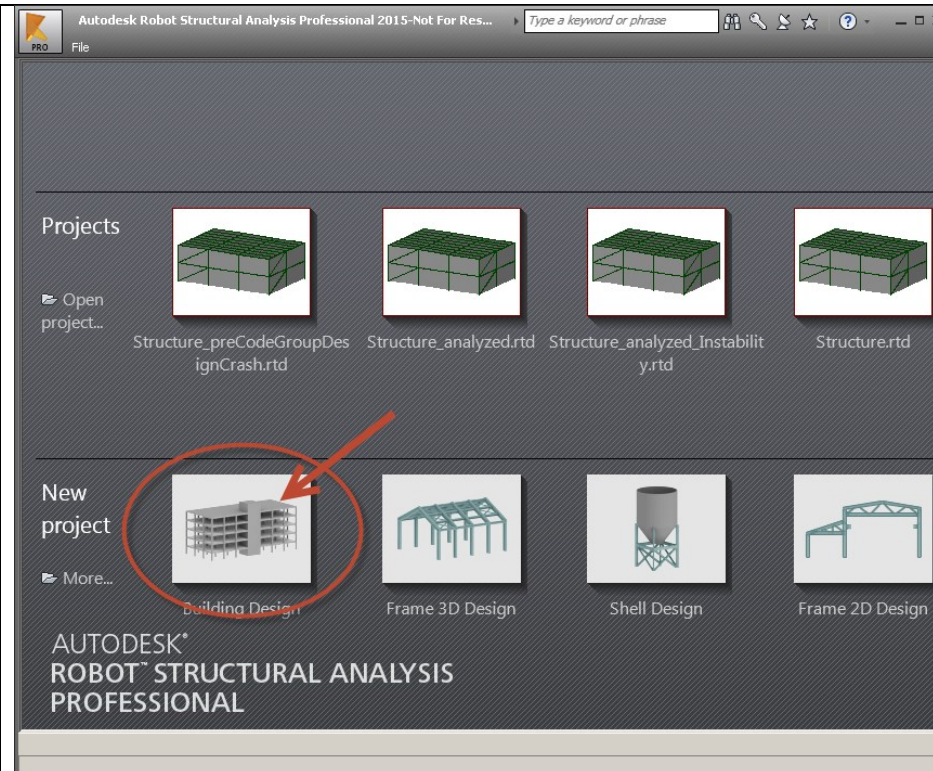 Autodesk Robot Structural Analysis Professional 2015-Not For Res...
Type a keyword or phrase
PRO
File
Projects
Open
project...
Structure_preCodeGroupDes
ignCrash.rtd
Structure_analyzed.rtd
Structure_analyzed_Instabilit
y.rtd
Structure.rtd
New
project
More...
Building Design
Frame 3D Design
Shell Design
Frame 2D Design
AUTODESK®
ROBOT™ STRUCTURAL ANALYSIS
PROFESSIONAL